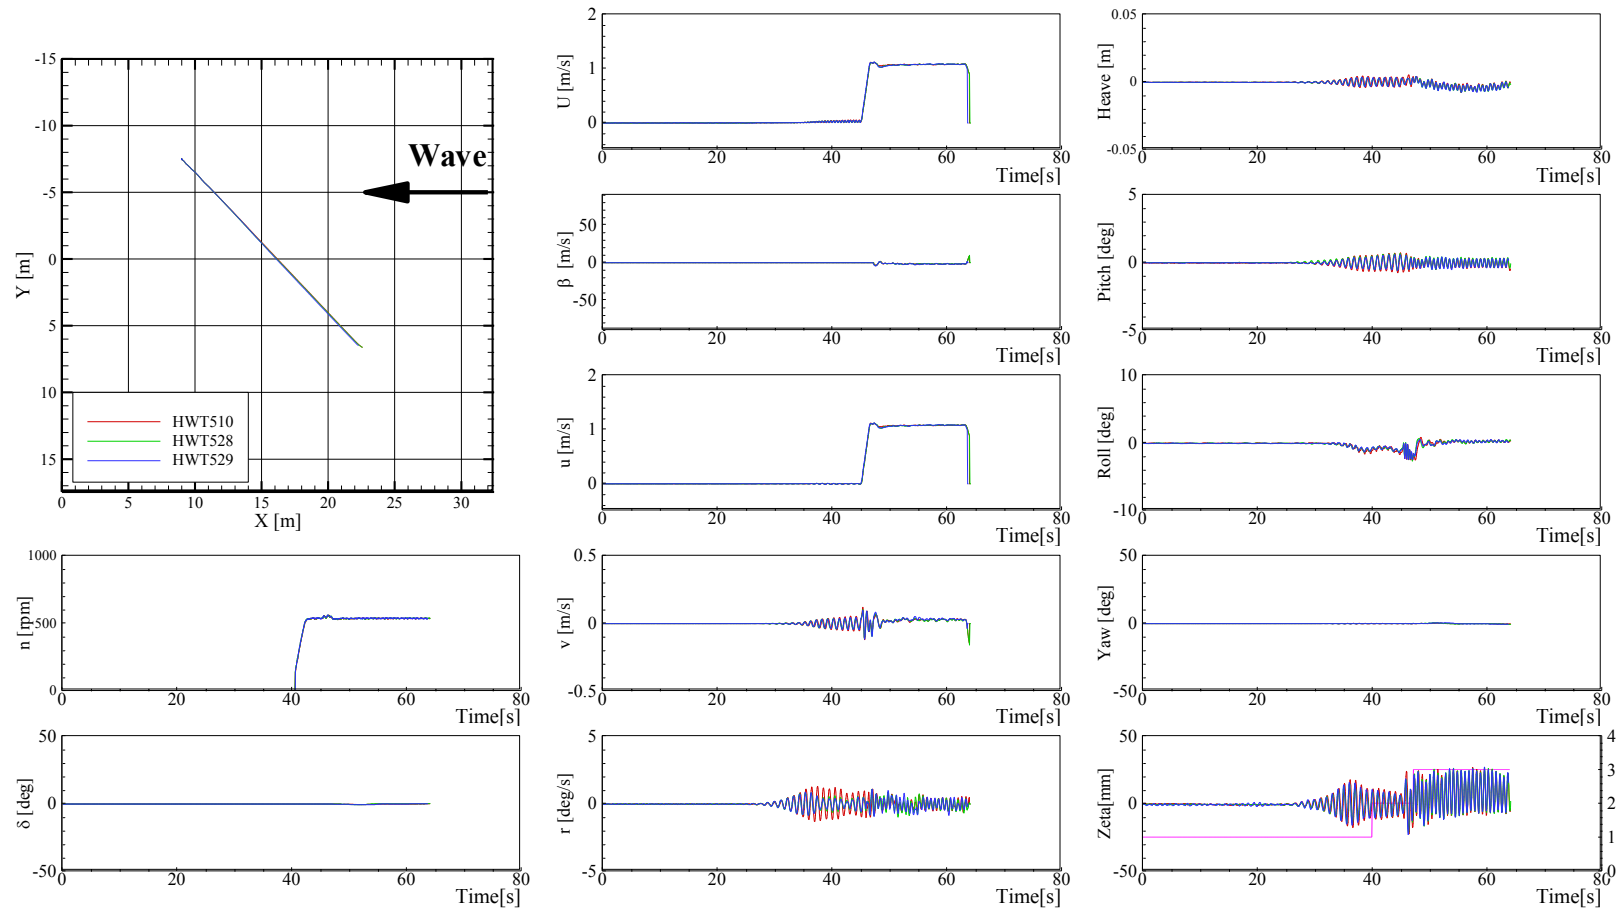 -15
-10
-5
0
5
10
15
Y [m]
Wave
HWT510
HWT528
HWT529
0 5 10 15 20 25 30
X [m]
1000
500
0
n [rpm]
0 20 40 60 80
Time[s]
50
0
-50
δ [deg]
0 20 40 60 80
Time[s]
2
1
0
U [m/s]
0 20 40 60 80
Time[s]
50
0
-50
β [m/s]
0 20 40 60 80
Time[s]
2
1
0
u [m/s]
0 20 40 60 80
Time[s]
0.5
0
-0.5
v [m/s]
0 20 40 60 80
Time[s]
5
0
-5
r [deg/s]
0 20 40 60 80
Time[s]
0.05
0
-0.05
Heave [m]
0 20 40 60 80
Time[s]
5
0
-5
Pitch [deg]
0 20 40 60 80
Time[s]
10
0
-10
Roll [deg]
0 20 40 60 80
Time[s]
50
0
-50
Yaw [deg]
0 20 40 60 80
Time[s]
50
0
-50
Zeta[mm]
4
3
2
1
0
0 20 40 60 80
Time[s]